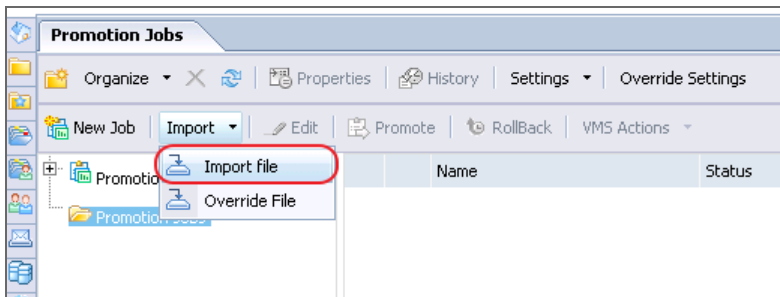 Promotion Jobs
Organize Properties History Settings Override Settings
New Job Import Edit Promote RollBack VMS Actions
Import file Name Status
Promotio
Override File
Promotion Jobs